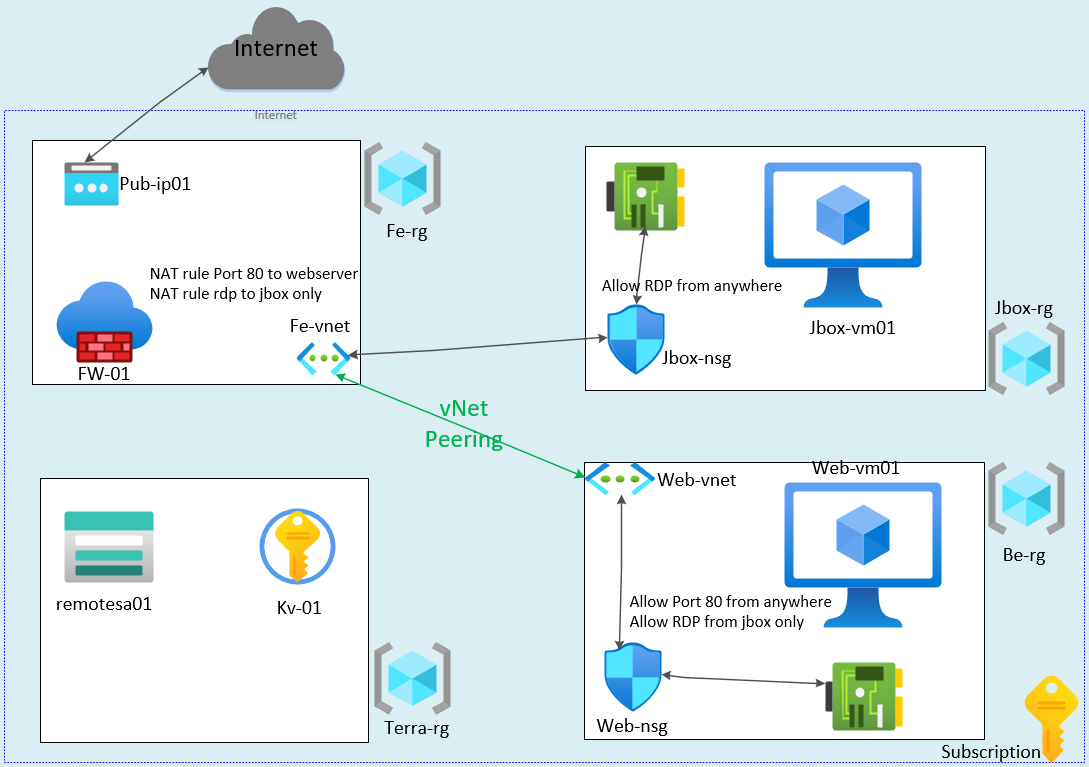 Internet
Internet
Pub-ip01
Fe-rg
NAT rule Port 80 to webserver
NAT rule rdp to jbox only
Fe-vnet
FW-01
Allow RDP from anywhere
Jbox-vm01
Jbox-rg
Jbox-nsg
vNet
Peering
Web-vm01
Web-vnet
Be-rg
remotesa01
Kv-01
Allow Port 80 from anywhere
Allow RDP from jbox only
Terra-rg
Web-nsg
Subscription